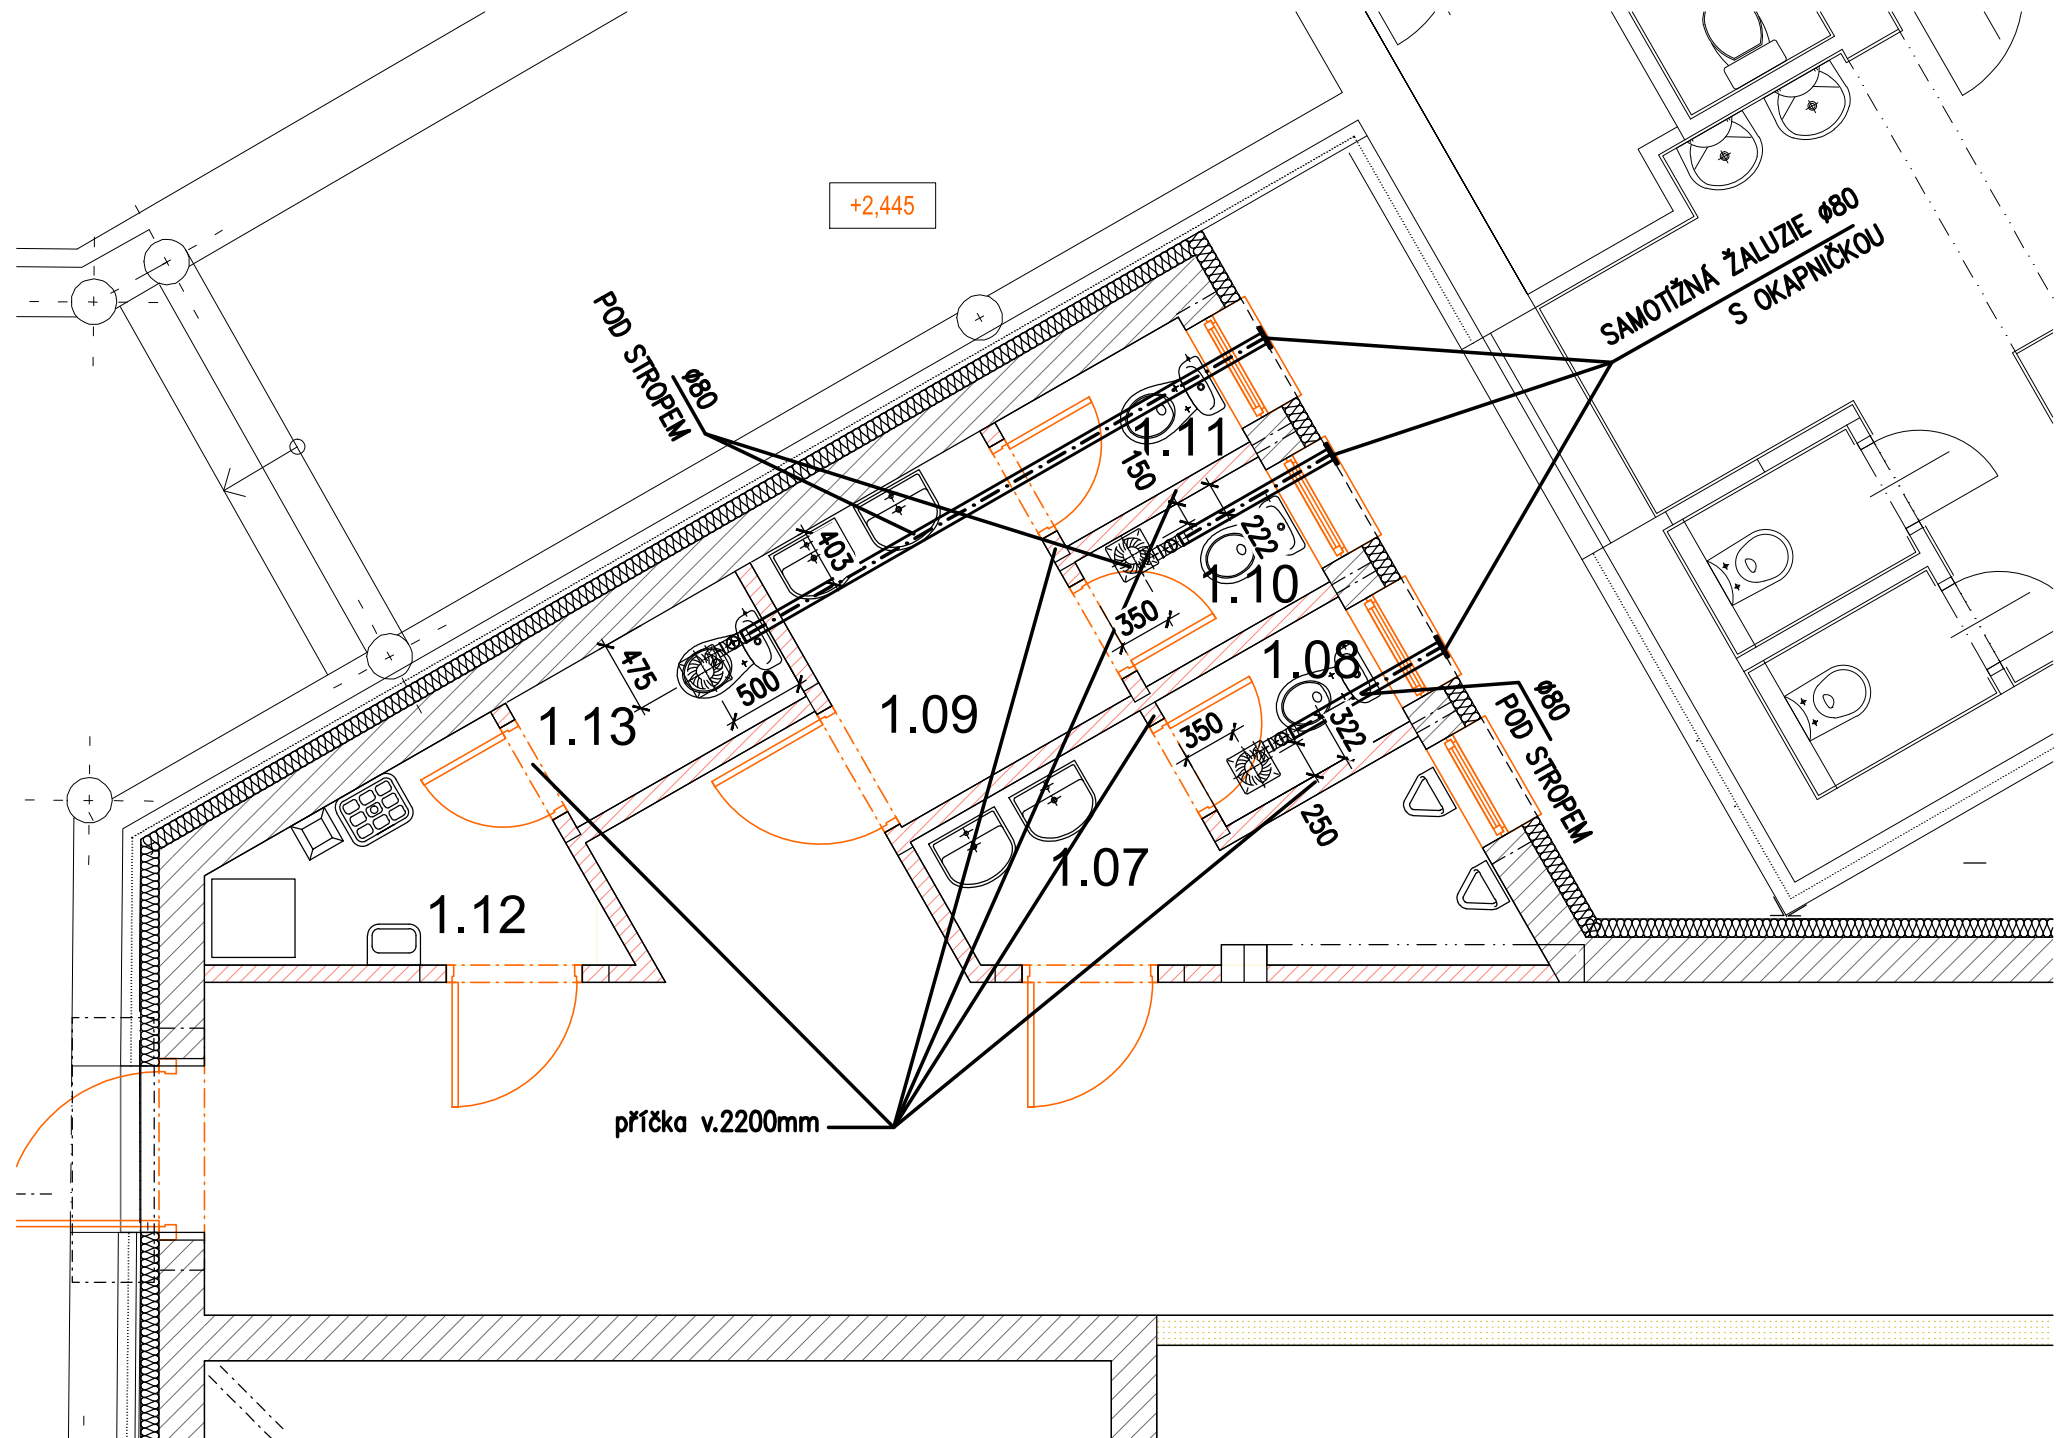 +2,445
SAMOTÍŽNÁ ŽALUZIE ø80
S OKAPNIČKOU
ø80
POD STROPEM
1.11
150
403
222
1.10
350
475
500
1.13
1.09
1.08
350
322
250
ø80
POD STROPEM
1.07
1.12
příčka v.2200mm